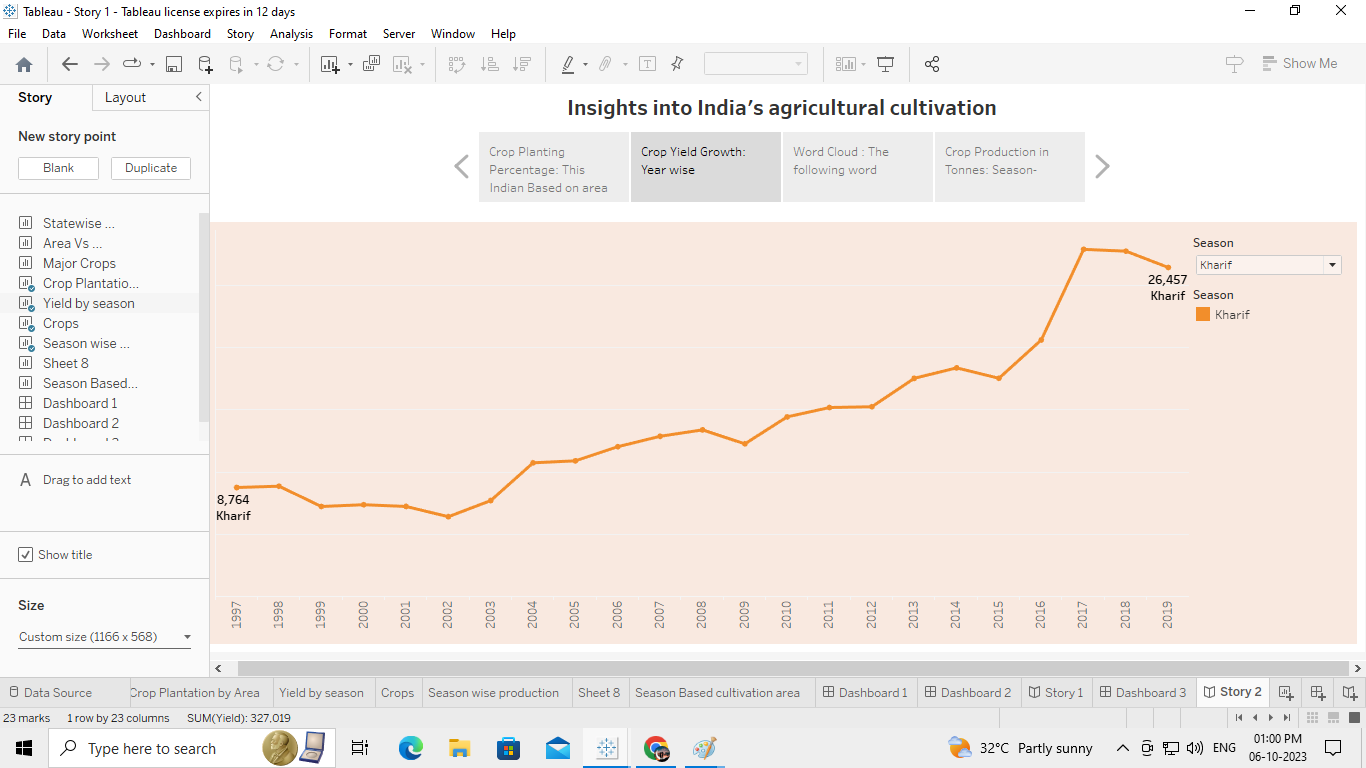 Tableau - Story 1 - Tableau license expires in 12 days
File Data Worksheet Dashboard Story Analysis Format Server Window Help
Show Me
Story Layout
New story point
Blank Duplicate
Statewise ...
Area Vs ...
Major Crops
Crop Plantatio...
Yield by season
Crops
Season wise ...
Sheet 8
Season Based...
Dashboard 1
Dashboard 2
A Drag to add text
Show title
Size
Custom size (1166 x 568)
Insights into India’s agricultural cultivation
Crop Planting
Percentage: This
Indian Based on area
Crop Yield Growth:
Year wise
Word Cloud : The
following word
Crop Production in
Tonnes: Season-
Season
Kharif
Season
Kharif
26,457
Kharif
8,764
Kharif
1997 1998 1999 2000 2001 2002 2003 2004 2005 2006 2007 2008 2009 2010 2011 2012 2013 2014 2015 2016 2017 2018 2019
Data Source Crop Plantation by Area Yield by season Crops Season wise production Sheet 8 Season Based cultivation area Dashboard 1 Dashboard 2 Story 1 Dashboard 3 Story 2
23 marks 1 row by 23 columns SUM(Yield): 327,019
Type here to search
32°C Partly sunny
ENG
01:00 PM
06-10-2023